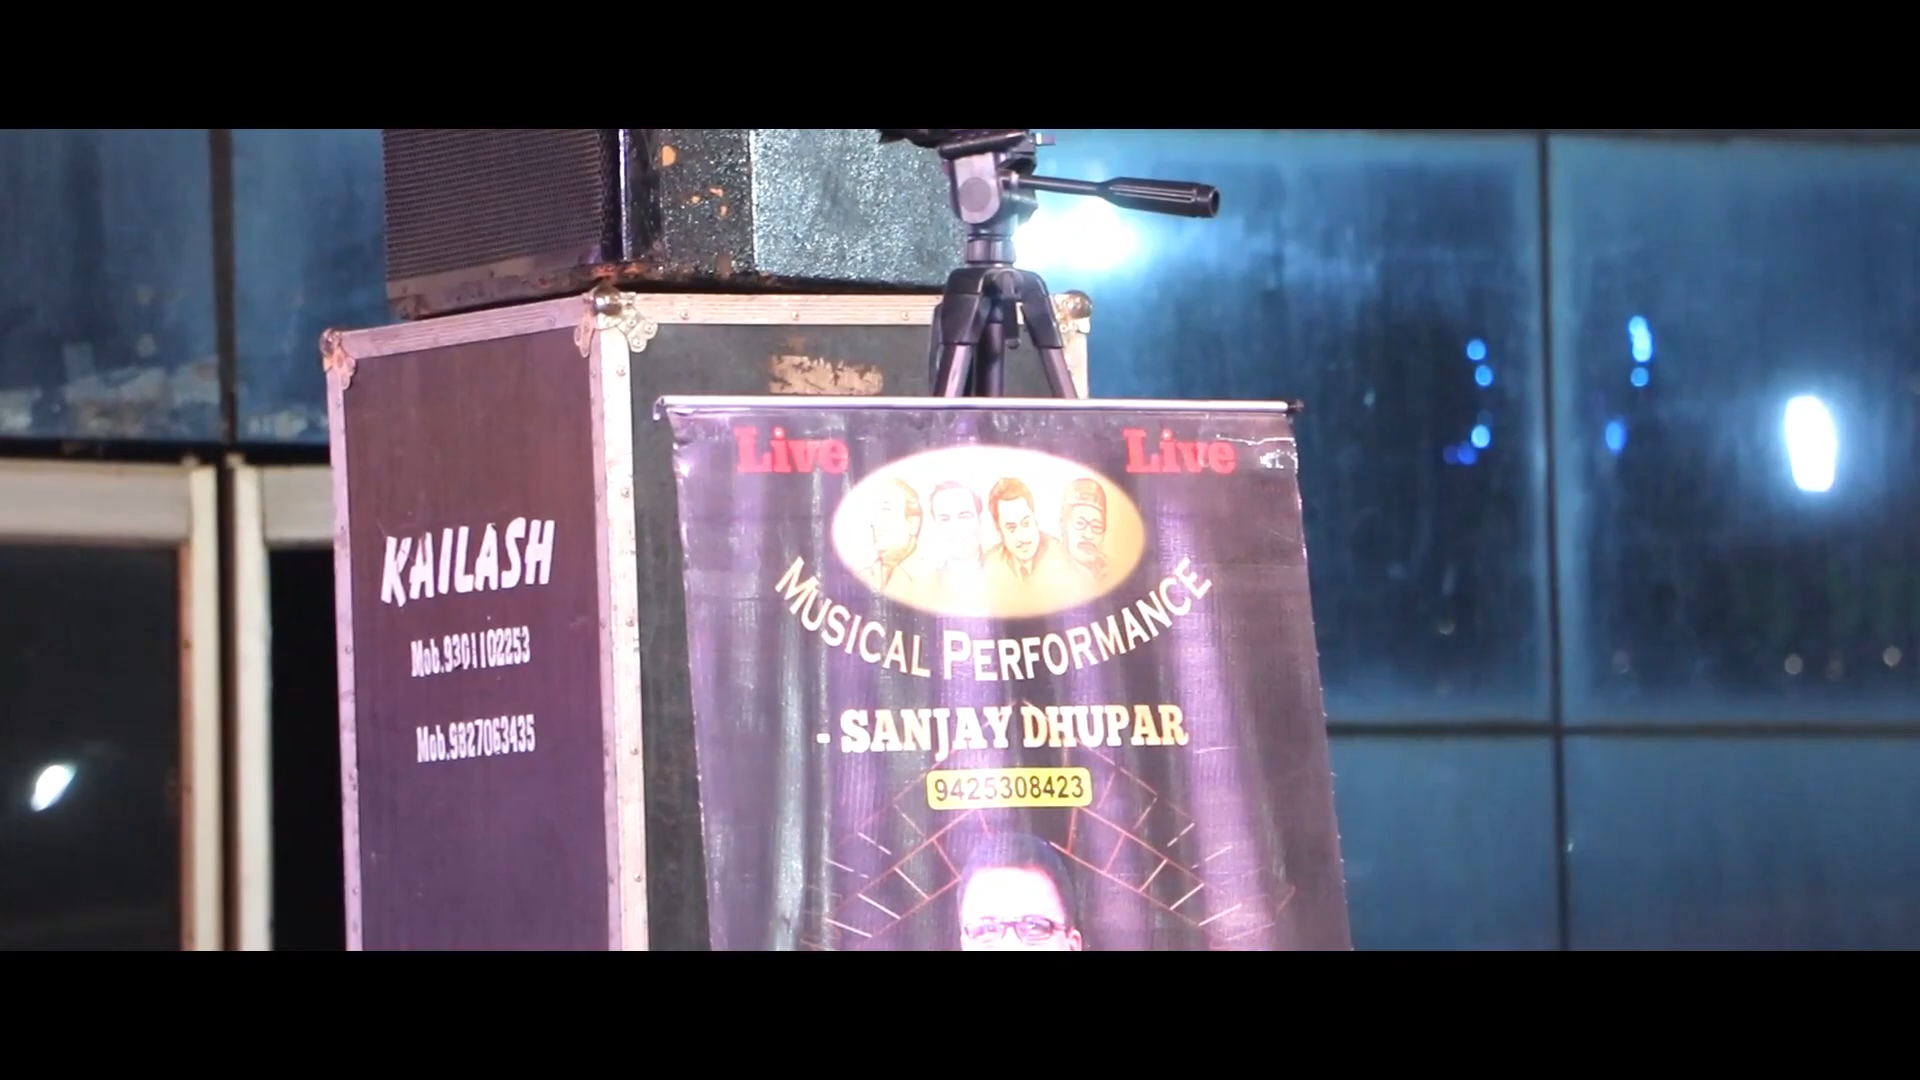 KAILASH
Mob.9301102253
Mob.9827063435
Live Live
MUSICAL PERFORMANCE
- SANJAY DHUPAR
9425308423